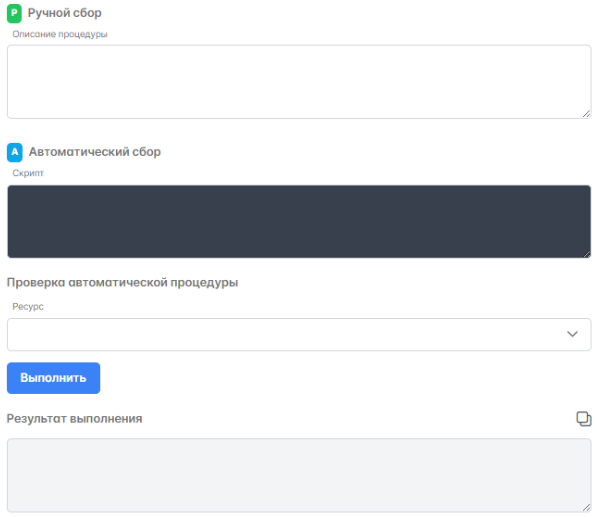 Р Ручной сбор
Описание процедуры
А Автоматический сбор
Скрипт
Проверка автоматической процедуры
Ресурс
Выполнить
Результат выполнения